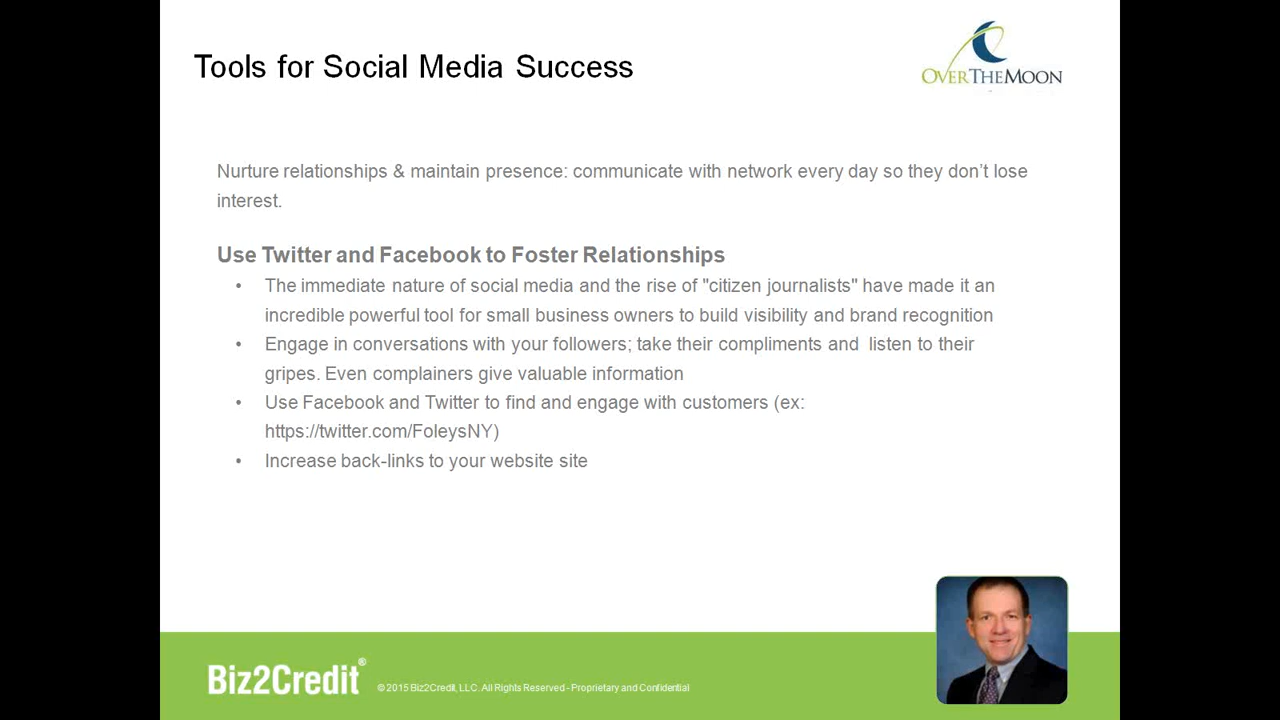 Tools for Social Media Success
OVERTHEMOON
Nurture relationships & maintain presence: communicate with network every day so they don’t lose
interest.
Use Twitter and Facebook to Foster Relationships
• The immediate nature of social media and the rise of "citizen journalists" have made it an
incredible powerful tool for small business owners to build visibility and brand recognition
• Engage in conversations with your followers; take their compliments and  listen to their
gripes. Even complainers give valuable information
• Use Facebook and Twitter to find and engage with customers (ex:
https://twitter.com/FoleysNY)
• Increase back-links to your website site
Biz2Credit®
© 2015 Biz2Credit, LLC. All Rights Reserved - Proprietary and Confidential